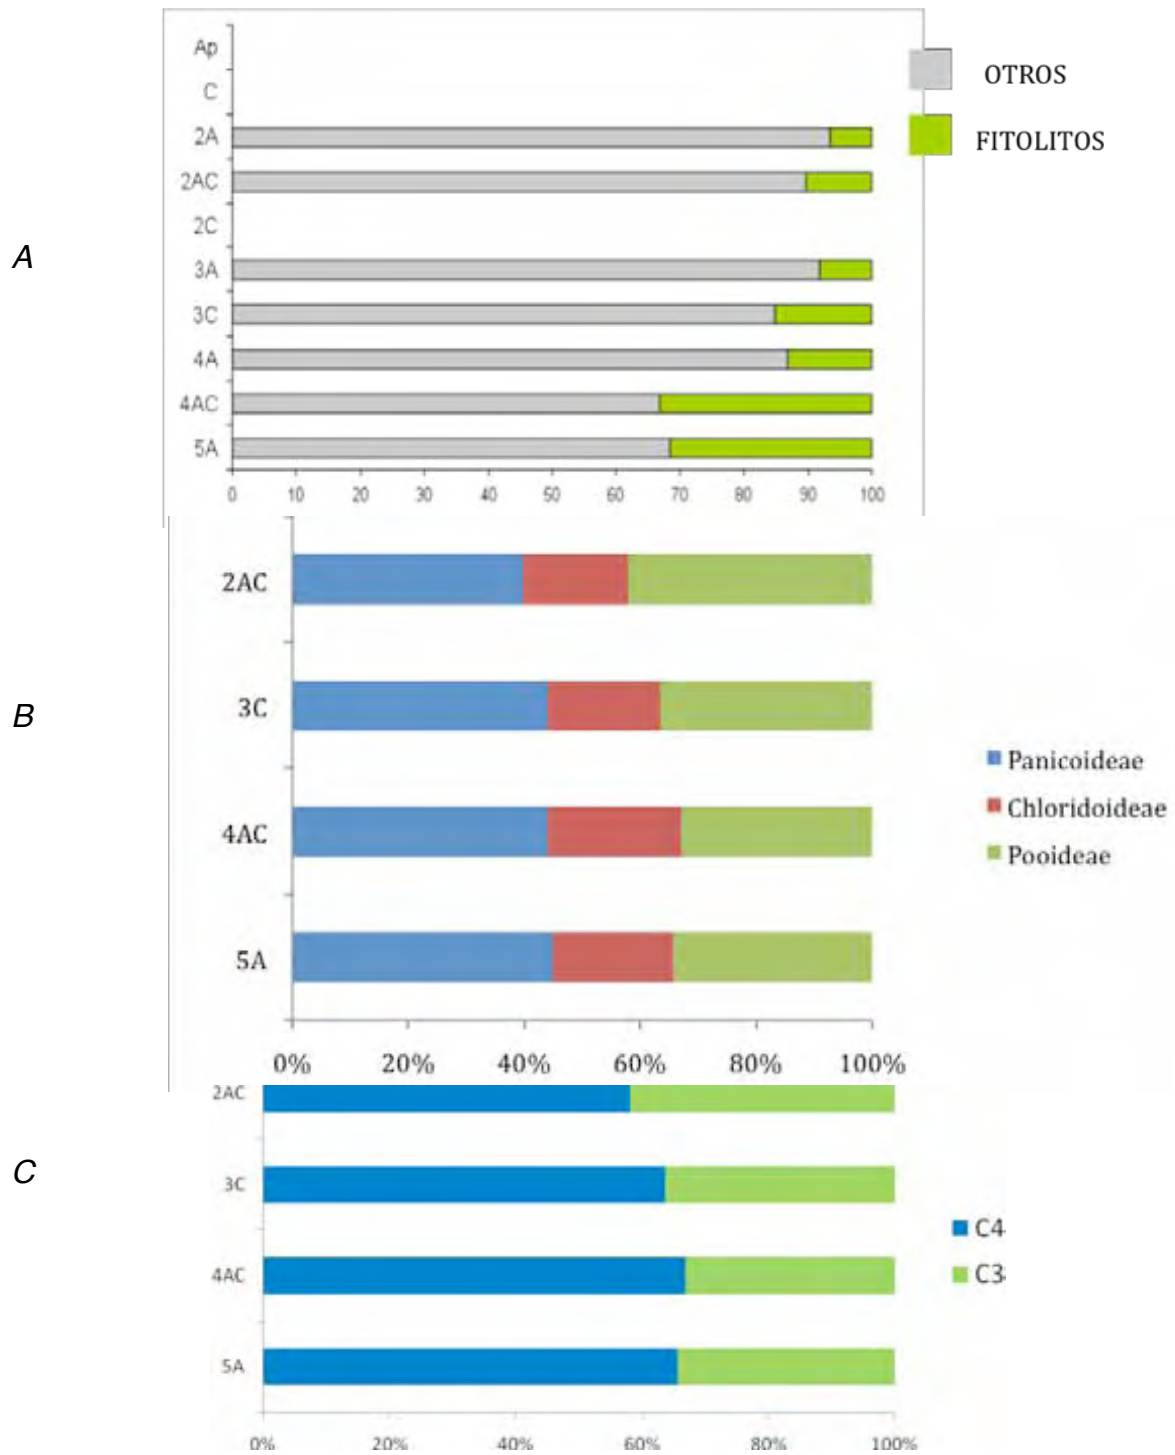 Ap
C
2A
2AC
2C
3A
3C
4A
4AC
5A
0 10 20 30 40 50 60 70 80 90 100
OTROS
FITOLITOS
A
2AC
3C
4AC
5A
0% 20% 40% 60% 80% 100%
B
Panicoideae
Chloridoideae
Pooideae
2AC
3C
4AC
5A
0% 20% 40% 60% 80% 100%
C
C4
C3